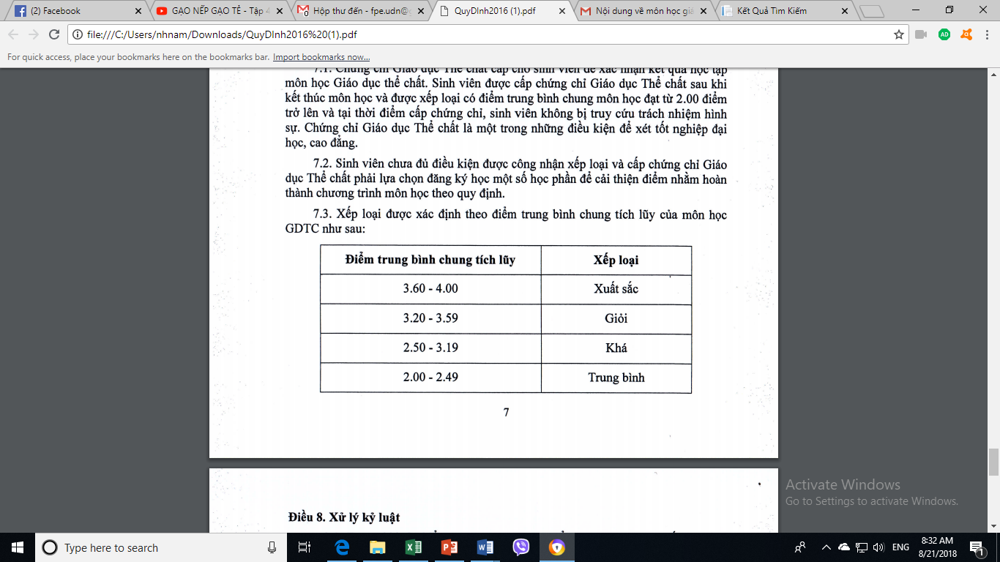 (2) Facebook
GẠO NẾP GẠO TẺ - Tập 4
Hộp thư đến - fpe.udn@g
QuyDInh2016 (1).pdf
Nội dung về môn học giá
Kết Quả Tìm Kiếm
file:///C:/Users/nhnam/Downloads/QuyDInh2016%20(1).pdf
AD
For quick access, place your bookmarks here on the bookmarks bar. Import bookmarks now...
7.1. Chứng chỉ Giáo dục Thể chất cấp cho sinh viên để xác nhận kết quả học tập
môn học Giáo dục thể chất. Sinh viên được cấp chứng chỉ Giáo dục Thể chất sau khi
kết thúc môn học và được xếp loại có điểm trung bình chung môn học đạt từ 2.00 điểm
trở lên và tại thời điểm cấp chứng chỉ, sinh viên không bị truy cứu trách nhiệm hình
sự. Chứng chỉ Giáo dục Thể chất là một trong những điều kiện để xét tốt nghiệp đại
học, cao đẳng.
7.2. Sinh viên chưa đủ điều kiện được công nhận xếp loại và cấp chứng chỉ Giáo
dục Thể chất phải lựa chọn đăng ký học một số học phần để cải thiện điểm nhằm hoàn
thành chương trình môn học theo quy định.
7.3. Xếp loại được xác định theo điểm trung bình chung tích lũy của môn học
GDTC như sau:
Điểm trung bình chung tích lũy Xếp loại
3.60 - 4.00 Xuất sắc
3.20 - 3.59 Giỏi
2.50 - 3.19 Khá
2.00 - 2.49 Trung bình
7
Activate Windows
Go to Settings to activate Windows.
Điều 8. Xử lý kỷ luật
Type here to search
ENG
8:32 AM
8/21/2018
1